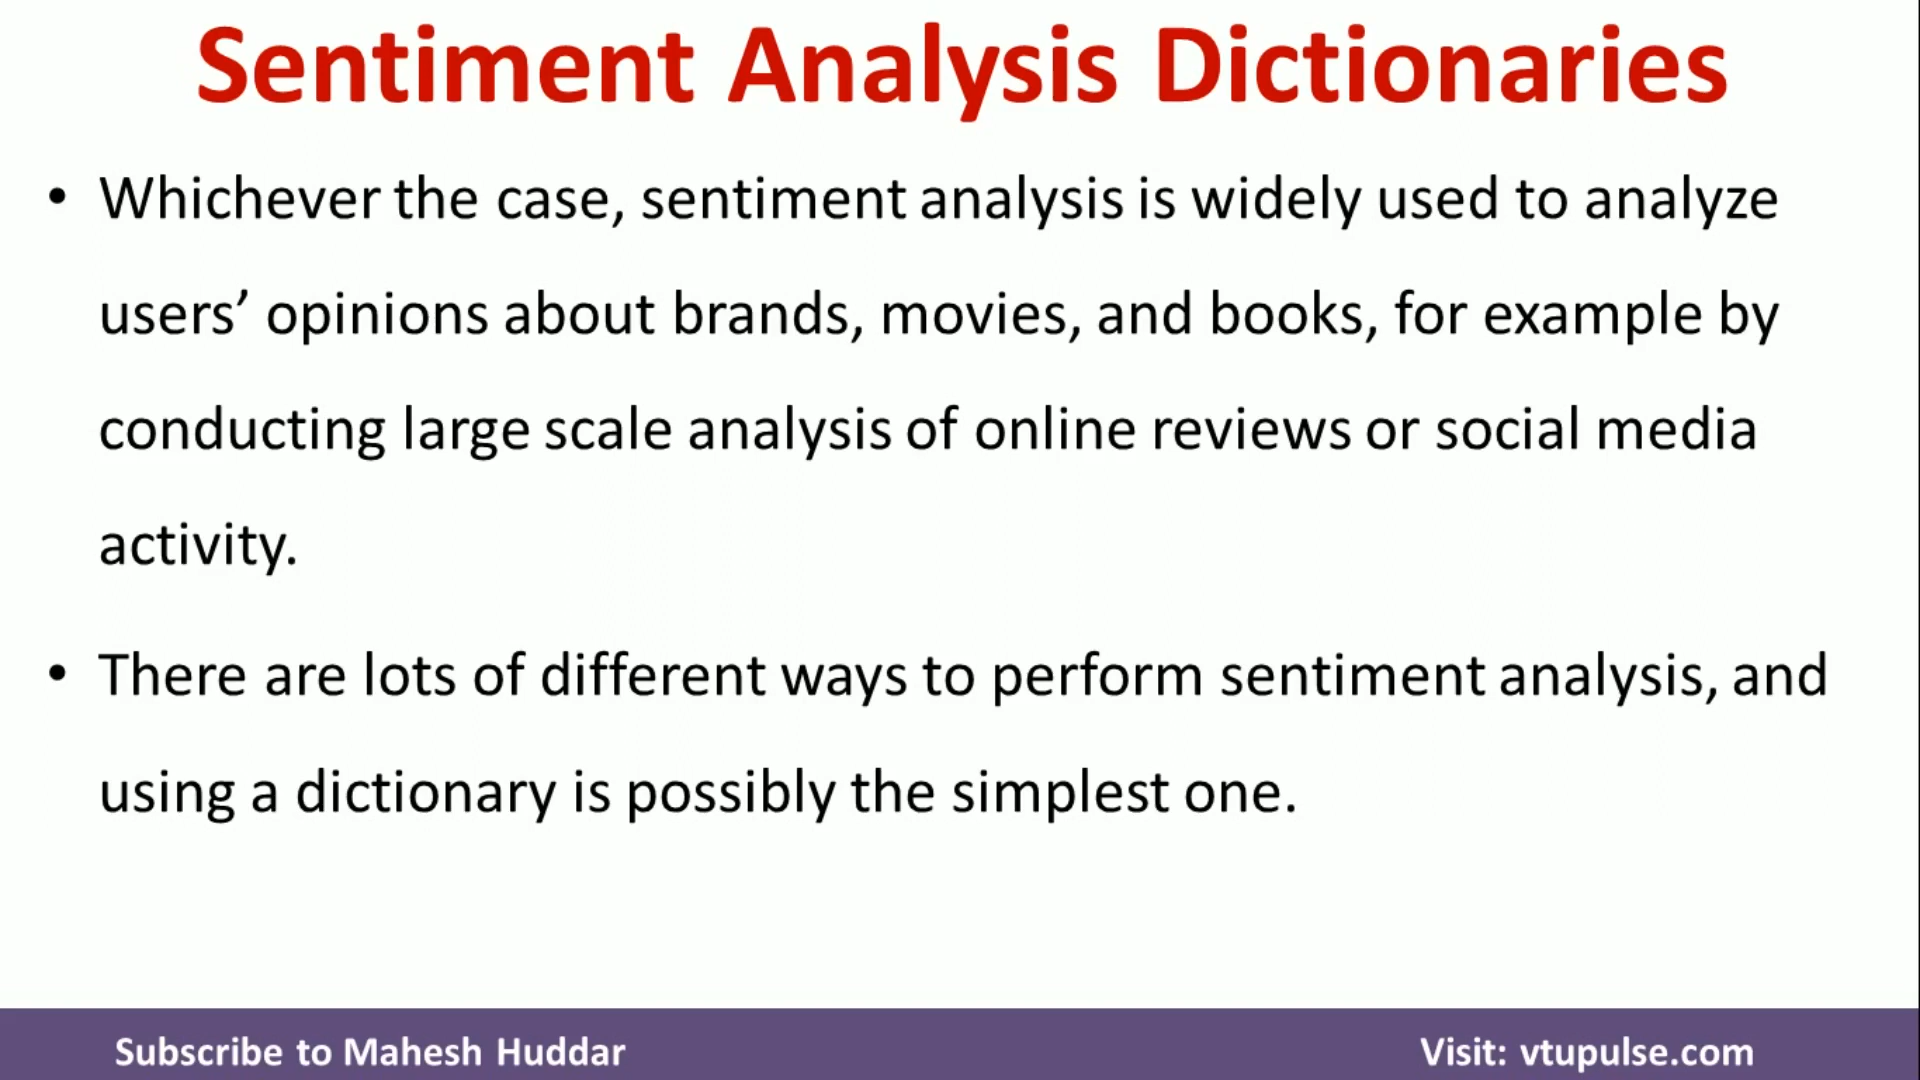 Sentiment Analysis Dictionaries
• Whichever the case, sentiment analysis is widely used to analyze
users’ opinions about brands, movies, and books, for example by
conducting large scale analysis of online reviews or social media
activity.
• There are lots of different ways to perform sentiment analysis, and
using a dictionary is possibly the simplest one.
Subscribe to Mahesh Huddar
Visit: vtupulse.com